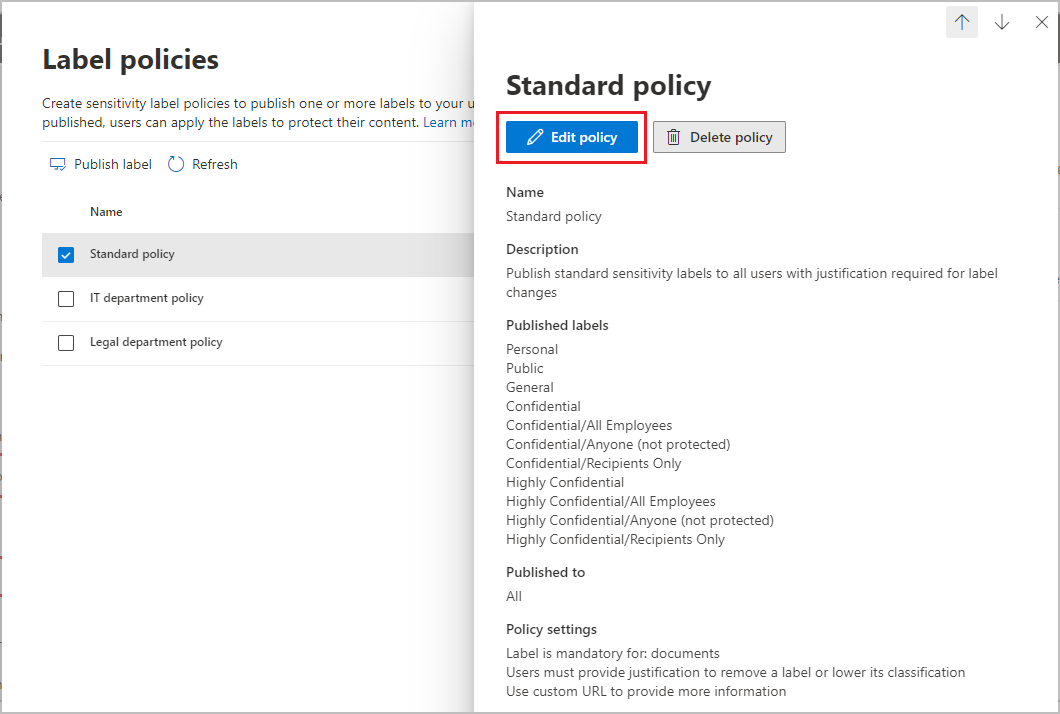 Label policies
Create sensitivity label policies to publish one or more labels to your
published, users can apply the labels to protect their content. Learn
Publish label
Refresh
Name
Standard policy
IT department policy
Legal department policy
Standard policy
Edit policy
Delete policy
Name
Standard policy
Description
Publish standard sensitivity labels to all users with justification required for label
changes
Published labels
Personal
Public
General
Confidential
Confidential/All Employees
Confidential/Anyone (not protected)
Confidential/Recipients Only
Highly Confidential
Highly Confidential/All Employees
Highly Confidential/Anyone (not protected)
Highly Confidential/Recipients Only
Published to
All
Policy settings
Label is mandatory for: documents
Users must provide justification to remove a label or lower its classification
Use custom URL to provide more information